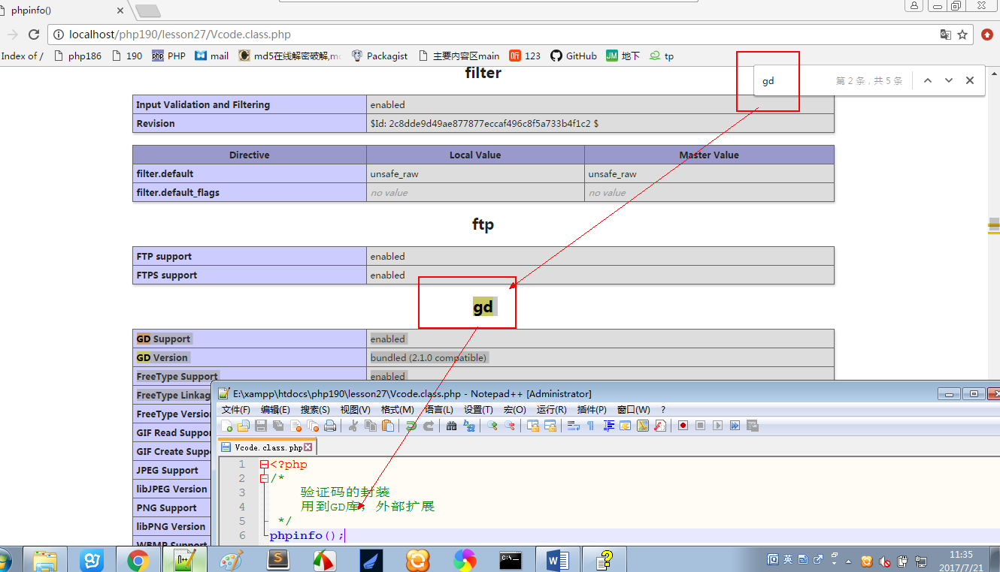 phpinfo()
localhost/php190/lesson27/Vcode.class.php
Index of /
php186
190
php PHP
mail
md5在线解密破解,m
Packagist
主要内容区main
听 123
GitHub
JM 地下
tp
gd
第 2 条，共 5 条
filter
Input Validation and Filtering enabled
Revision $Id: 2c8dde9d49ae877877eccaf496c8f5a733b4f1c2 $
Directive Local Value Master Value
filter.default unsafe_raw unsafe_raw
filter.default_flags no value no value
ftp
FTP support enabled
FTPS support enabled
gd
GD Support enabled
GD Version bundled (2.1.0 compatible)
FreeType Support enabled
FreeType Linkag
FreeType Version
GIF Read Suppor
GIF Create Suppo
JPEG Support
libJPEG Version
PNG Support
libPNG Version
WBMP Support
E:\xampp\htdocs\php190\lesson27\Vcode.class.php - Notepad++ [Administrator]
文件(F) 编辑(E) 搜索(S) 视图(V) 格式(M) 语言(L) 设置(T) 宏(O) 运行(R) 插件(P) 窗口(W) ?
Vcode.class.php
1 <?php
2 /*
3 验证码的封装
4 用到GD库，外部扩展
5 */
6 phpinfo();
英
11:35
2017/7/21